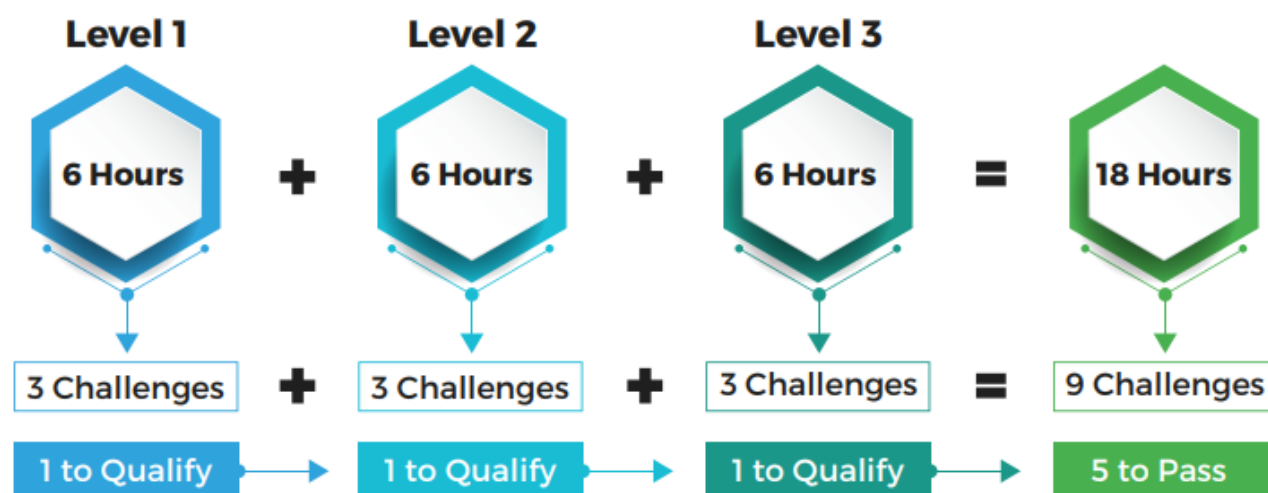 Level 1 Level 2 Level 3
6 Hours + 6 Hours + 6 Hours = 18 Hours
3 Challenges + 3 Challenges + 3 Challenges = 9 Challenges
1 to Qualify 1 to Qualify 1 to Qualify 5 to Pass